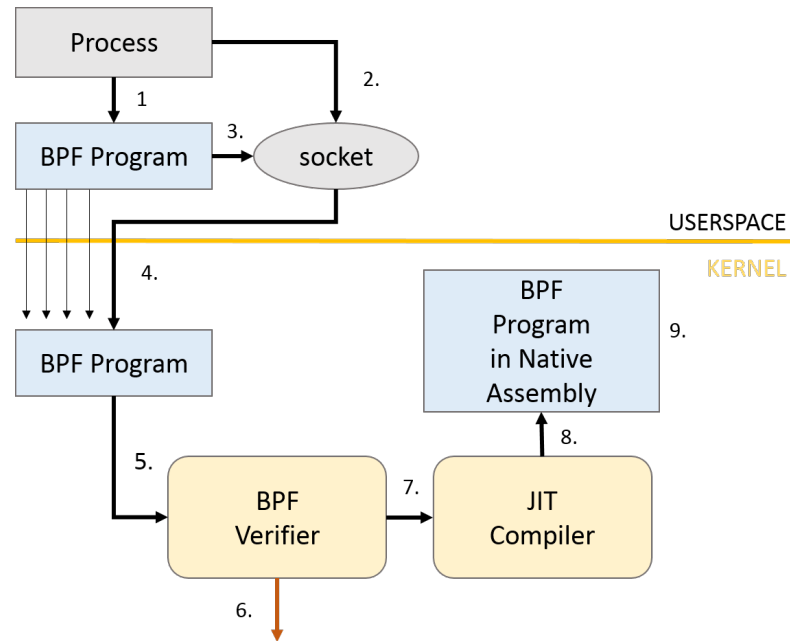 Process
1
2.
BPF Program
3.
socket
USERSPACE
KERNEL
4.
BPF Program
BPF
Program
in Native
Assembly
9.
5.
BPF
Verifier
7.
JIT
Compiler
8.
6.